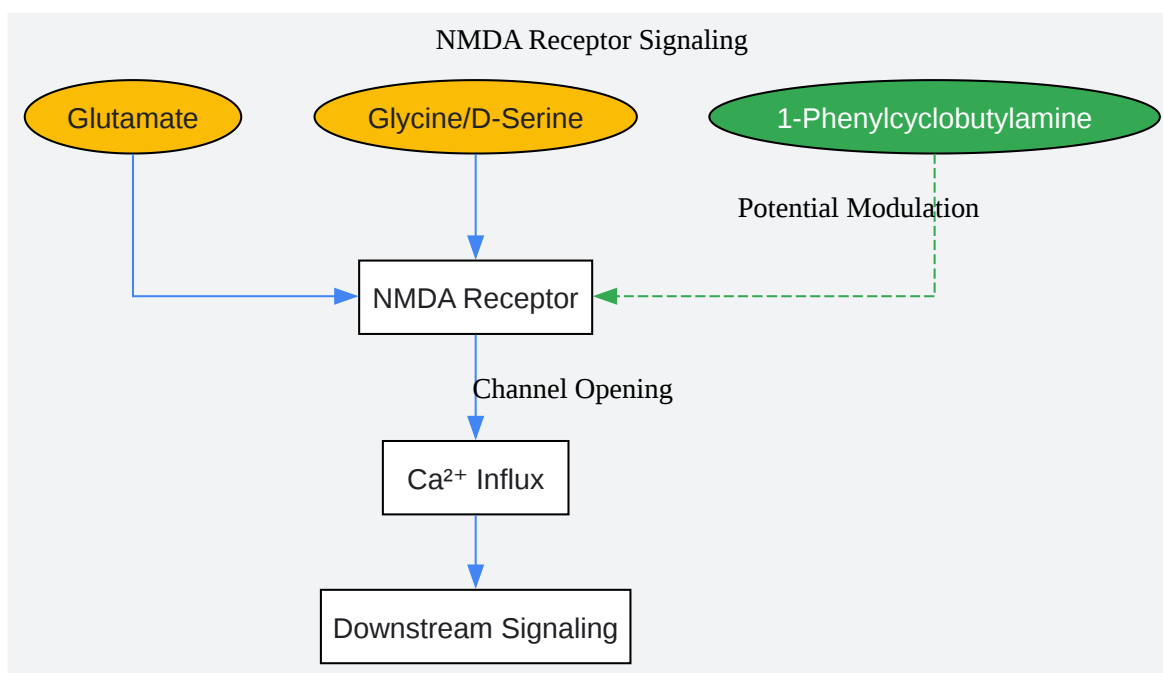 NMDA Receptor Signaling
Glutamate
Glycine/D-Serine
1-Phenylcyclobutylamine
Potential Modulation
NMDA Receptor
Channel Opening
Ca²⁺ Influx
Downstream Signaling